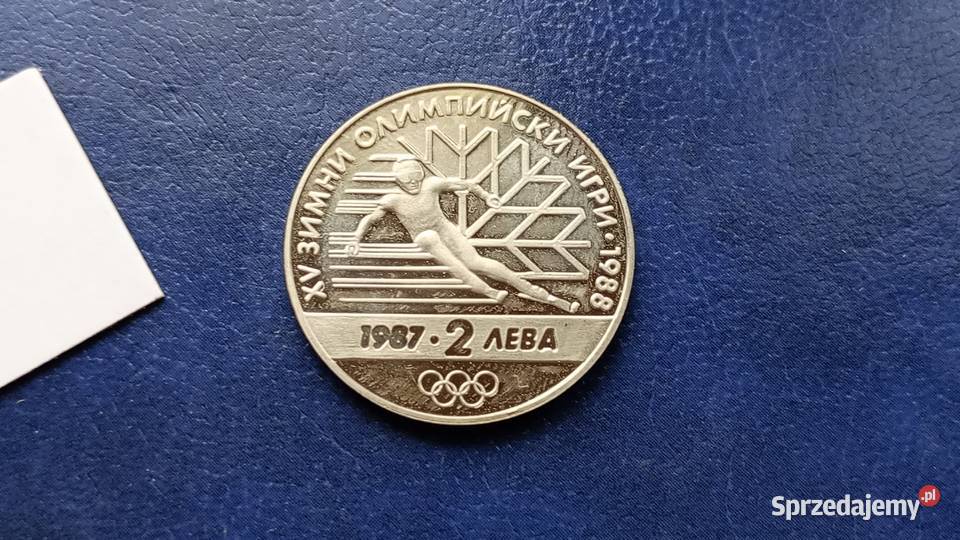 XV ЗИМНИ ОЛИМПИЙСКИ ИГРИ · 1988
1987 · 2 ЛЕВА
Sprzedajemy.pl